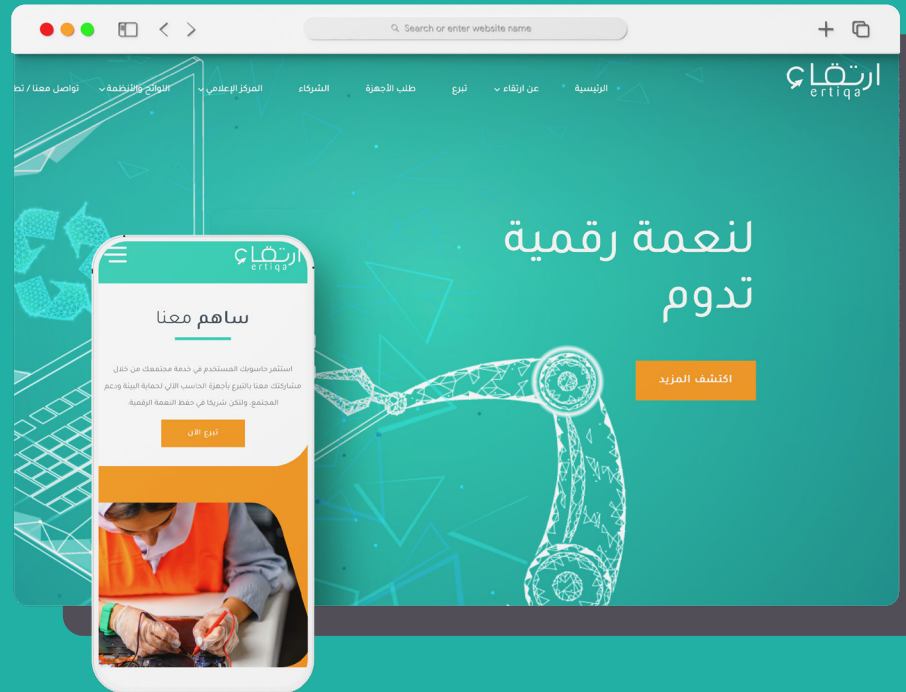 Search or enter website name
ارتقاء
ertiqa
الرئيسية
عن ارتقاء
تبرع
طلب الأجهزة
الشركاء
المركز الإعلامي
اللوائح والأنظمة
تواصل معنا / تط
لنعمة رقمية
تدوم
اكتشف المزيد
ارتقاء
ertiqa
ساهم معنا
استثمر حاسوبك المستخدم في خدمة مجتمعك من خلال
مشاركتك معنا بالتبرع بأجهزة الحاسب الآلي لحماية البيئة ودعم
المجتمع، ولتكن شريكا في حفظ النعمة الرقمية.
تبرع الآن